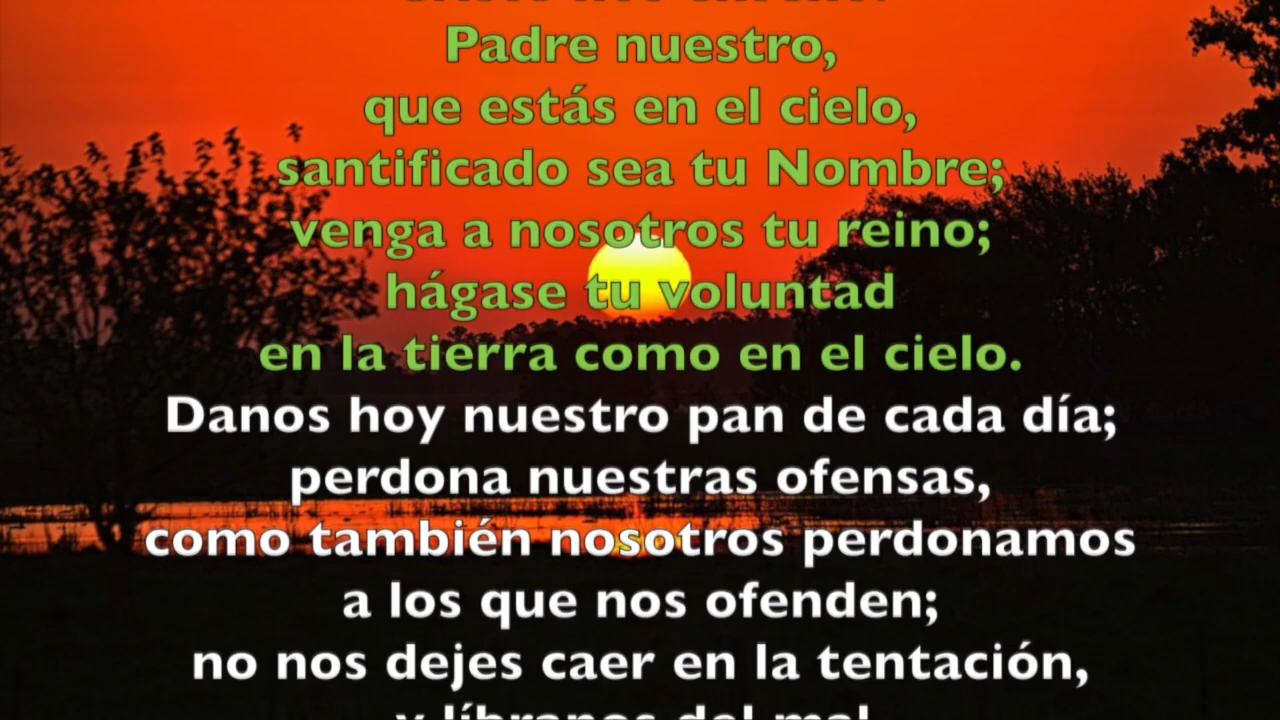 Padre nuestro,
que estás en el cielo,
santificado sea tu Nombre;
venga a nosotros tu reino;
hágase tu voluntad
en la tierra como en el cielo.
Danos hoy nuestro pan de cada día;
perdona nuestras ofensas,
como también nosotros perdonamos
a los que nos ofenden;
no nos dejes caer en la tentación,
y líbranos del mal